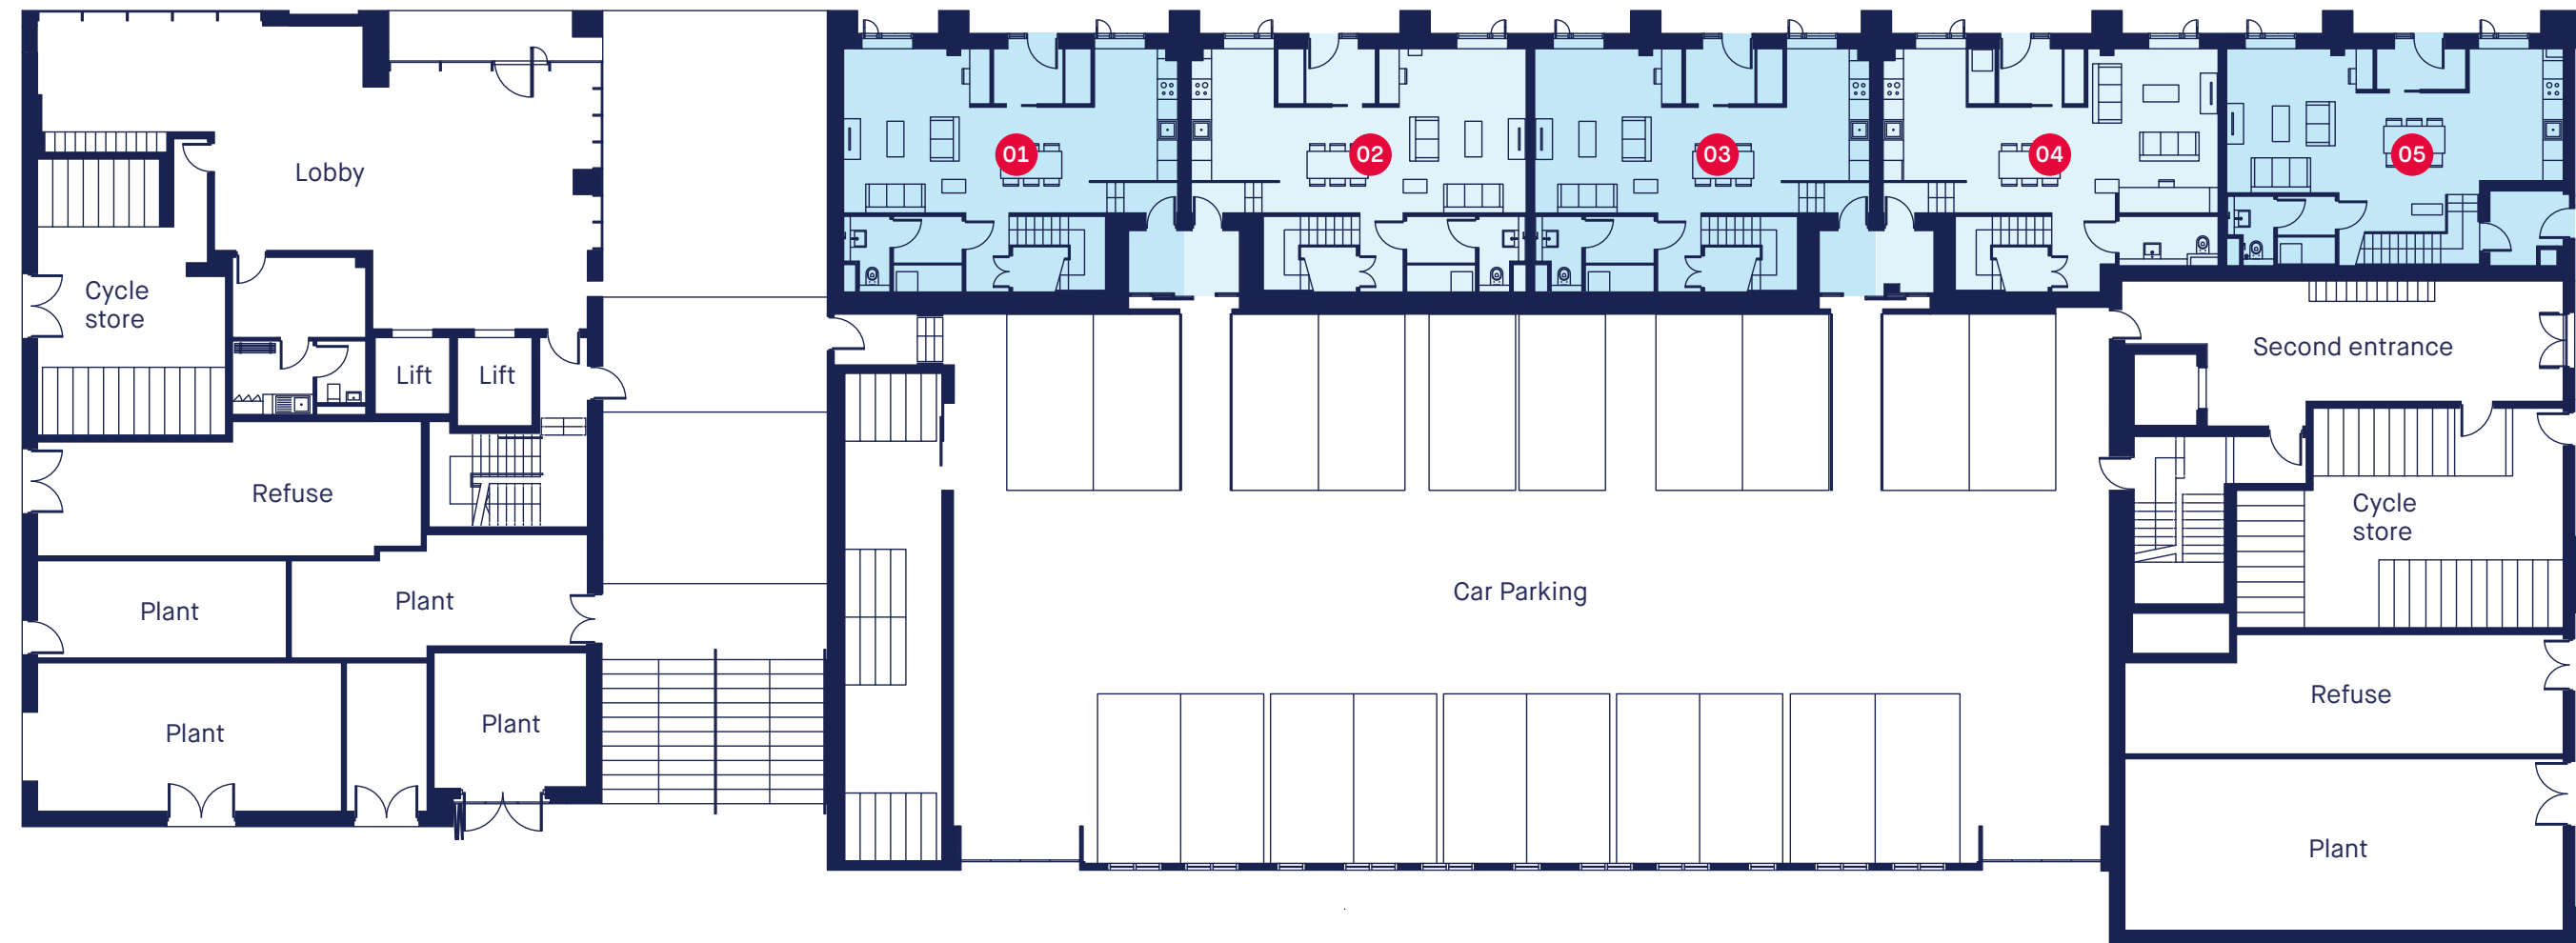 01
02
03
04
05
Lobby
Cycle
store
Lift
Lift
Second entrance
Refuse
Cycle
store
Car Parking
Plant
Plant
Refuse
Plant
Plant
Plant